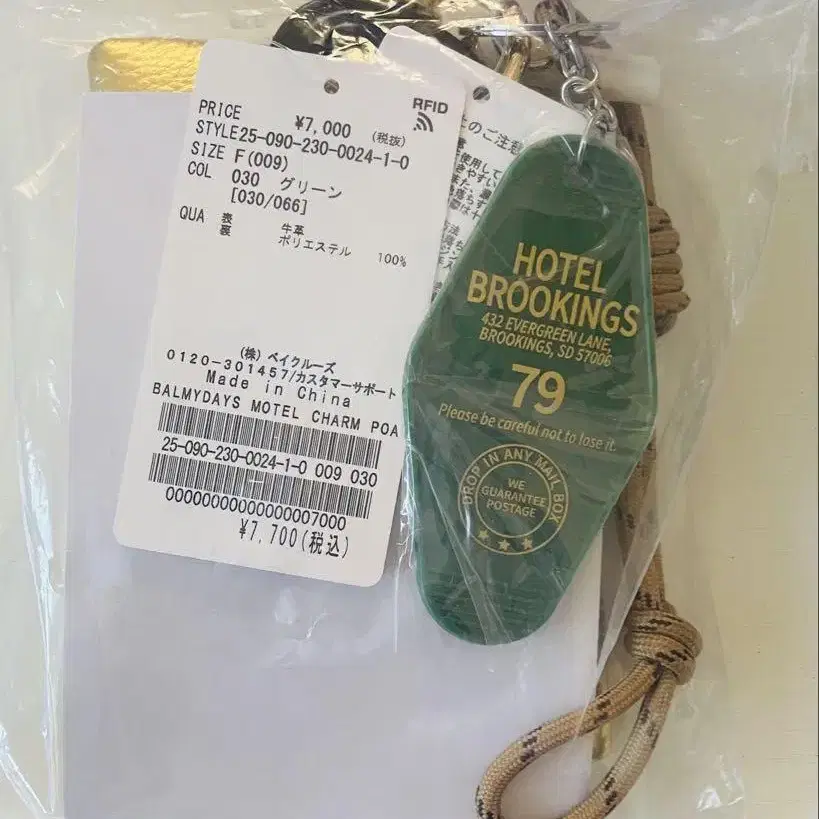 PRICE ¥7,000 (税抜)
RFID
STYLE25-090-230-0024-1-0
SIZE F(009)
COL 030 グリーン
[030/066]
QUA 表 牛革
裏 ポリエステル 100%
(株) ベイクルーズ
0120-301457/カスタマーサポート
Made in China
BALMYDAYS MOTEL CHARM POA
25-090-230-0024-1-0 009 030
0000000000000000007000
¥7,700(税込)
のご注意
HOTEL
BROOKINGS
432 EVERGREEN LANE,
BROOKINGS, SD 57006
79
Please be careful not to lose it.
DROP IN ANY MAIL BOX
WE
GUARANTEE
POSTAGE